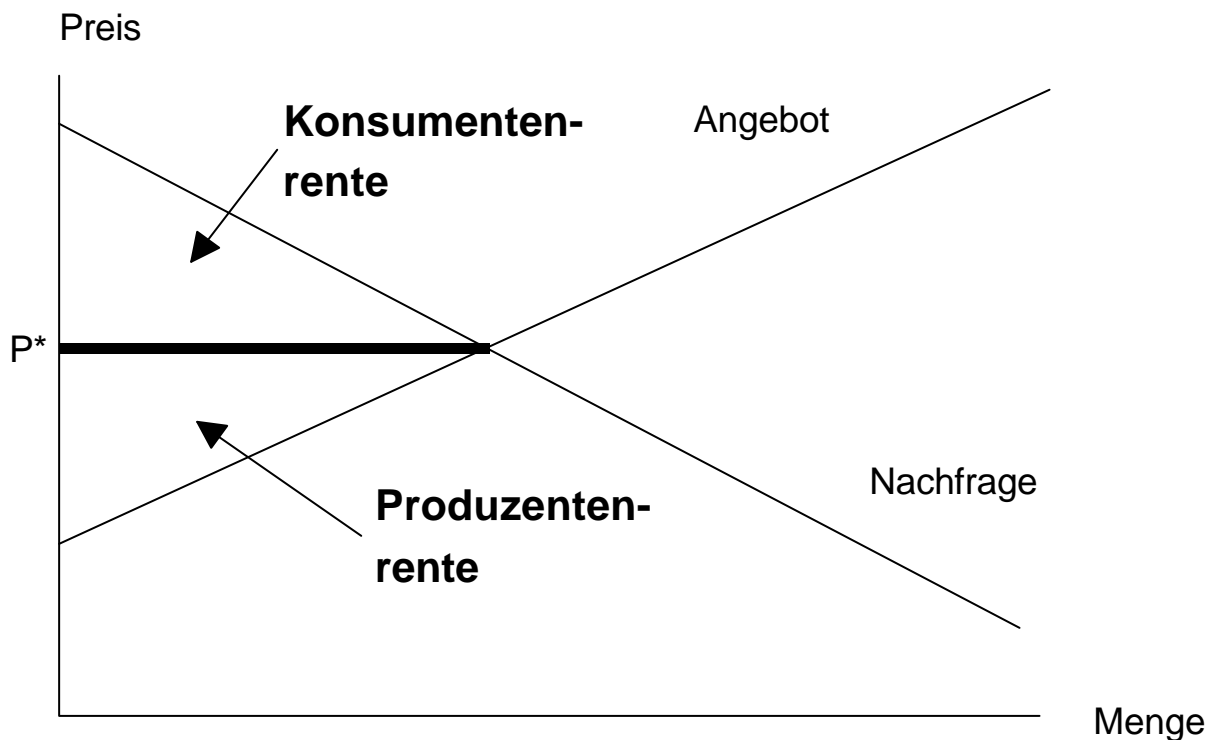 Preis
Konsumenten-
rente
Angebot
P*
Nachfrage
Produzenten-
rente
Menge